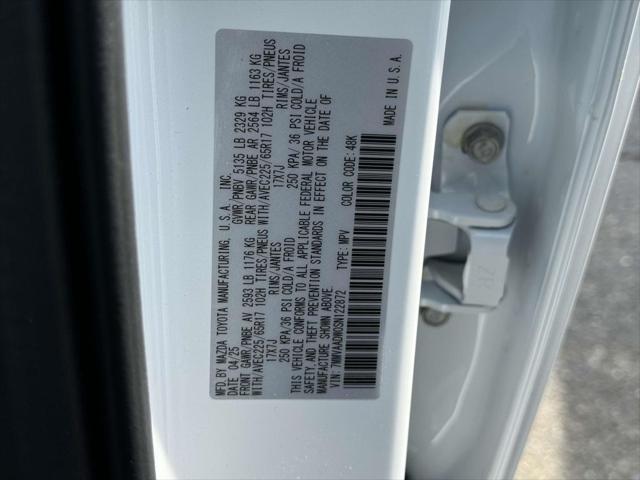 MFD. BY MAZDA TOYOTA MANUFACTURING, U.S.A. INC.
DATE 04/25 GVWR/PNBV 5135 LB 2329 KG
FRONT GAWR/PNBE AV 2593 LB 1176 KG REAR GAWR/PNBE AR 2564 LB 1163 KG
WITH/AVEC225/65R17 102H TIRES/PNEUS WITH/AVEC225/65R17 102H TIRES/PNEUS
17X7J RIMS/JANTES 17X7J RIMS/JANTES
250 KPA/36 PSI COLD/A FROID 250 KPA/ 36 PSI COLD/A FROID
THIS VEHICLE CONFORMS TO ALL APPLICABLE FEDERAL MOTOR VEHICLE
SAFETY, AND THEFT PREVENTION STANDARDS IN EFFECT ON THE DATE OF
MANUFACTURE SHOWN ABOVE.
VIN: 7MMVAADW0SN122872 TYPE: MPV COLOR CODE: 48K
MADE IN U.S.A.
2R